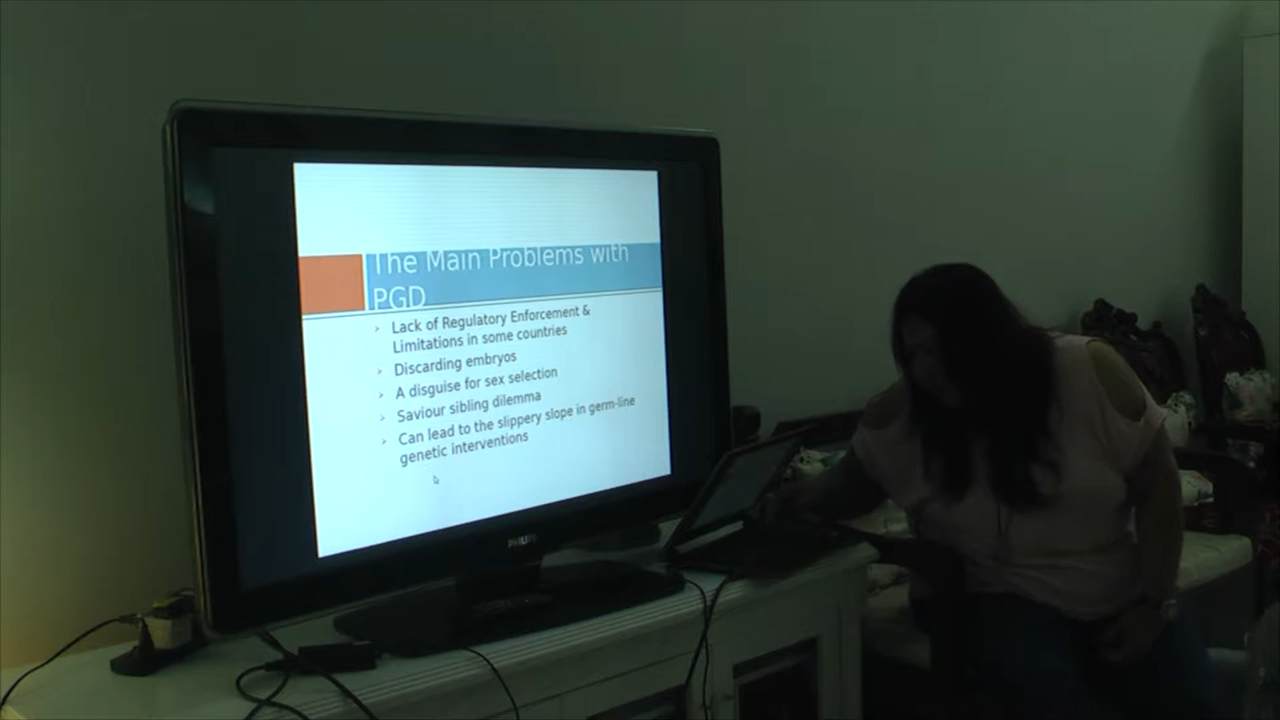 The Main Problems with
PGD
Lack of Regulatory Enforcement &
Limitations in some countries
Discarding embryos
A disguise for sex selection
Saviour sibling dilemma
Can lead to the slippery slope in germ-line
genetic interventions
PHILIPS